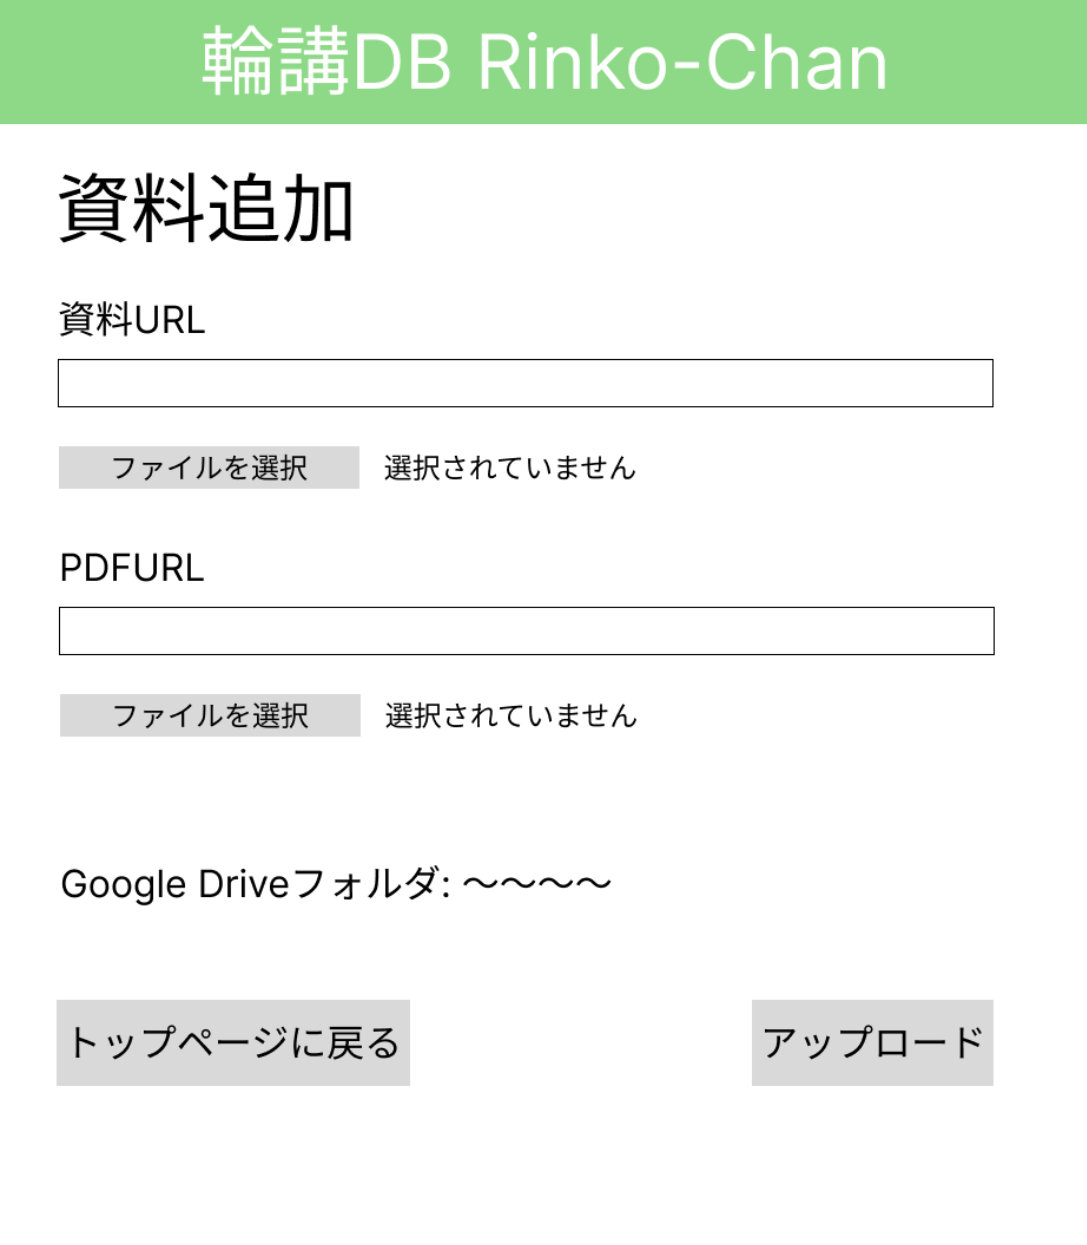 輪講DB Rinko-Chan
資料追加
資料URL
ファイルを選択 選択されていません
PDFURL
ファイルを選択 選択されていません
Google Driveフォルダ: 〜〜〜〜
トップページに戻る アップロード